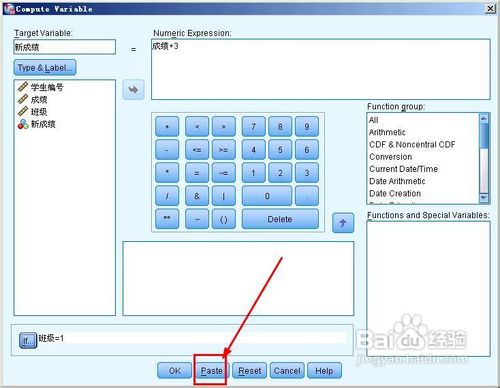 Compute Variable
Target Variable:
新成绩
=
Numeric Expression:
成绩+3
Type & Label...
学生编号
成绩
班级
新成绩
+ < > 7 8 9
- <= >= 4 5 6
* = ~= 1 2 3
/ & | 0 .
** ~ () Delete
Function group:
All
Arithmetic
CDF & Noncentral CDF
Conversion
Current Date/Time
Date Arithmetic
Date Creation
Functions and Special Variables:
If... 班级=1
OK Paste Reset Cancel Help
Baidu 经验
jingyan.baidu.com